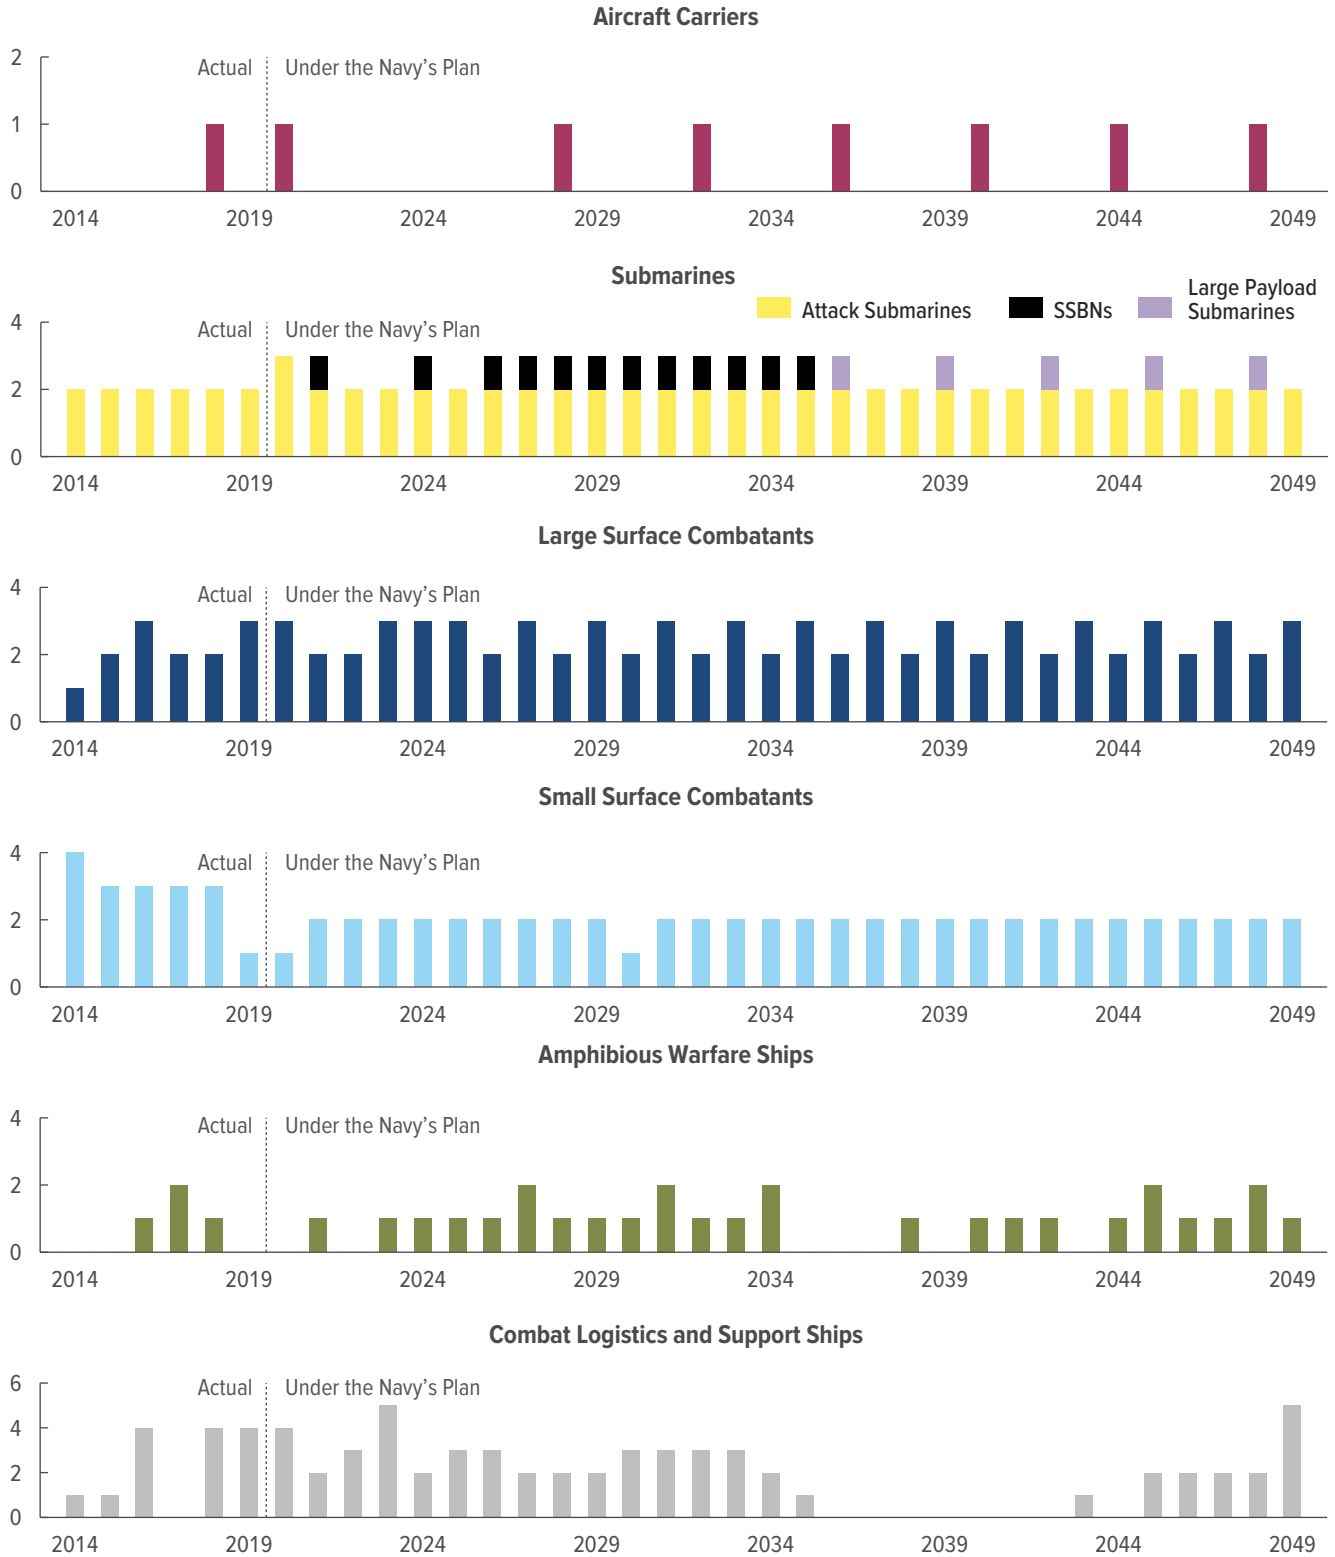 Aircraft Carriers
2
Actual
Under the Navy’s Plan
1
0
2014 2019 2024 2029 2034 2039 2044 2049
Submarines
Attack Submarines
SSBNs
Large Payload
Submarines
4
Actual
Under the Navy’s Plan
2
0
2014 2019 2024 2029 2034 2039 2044 2049
Large Surface Combatants
4
Actual
Under the Navy’s Plan
2
0
2014 2019 2024 2029 2034 2039 2044 2049
Small Surface Combatants
4
Actual
Under the Navy’s Plan
2
0
2014 2019 2024 2029 2034 2039 2044 2049
Amphibious Warfare Ships
4
Actual
Under the Navy’s Plan
2
0
2014 2019 2024 2029 2034 2039 2044 2049
Combat Logistics and Support Ships
6
Actual
Under the Navy’s Plan
4
2
0
2014 2019 2024 2029 2034 2039 2044 2049